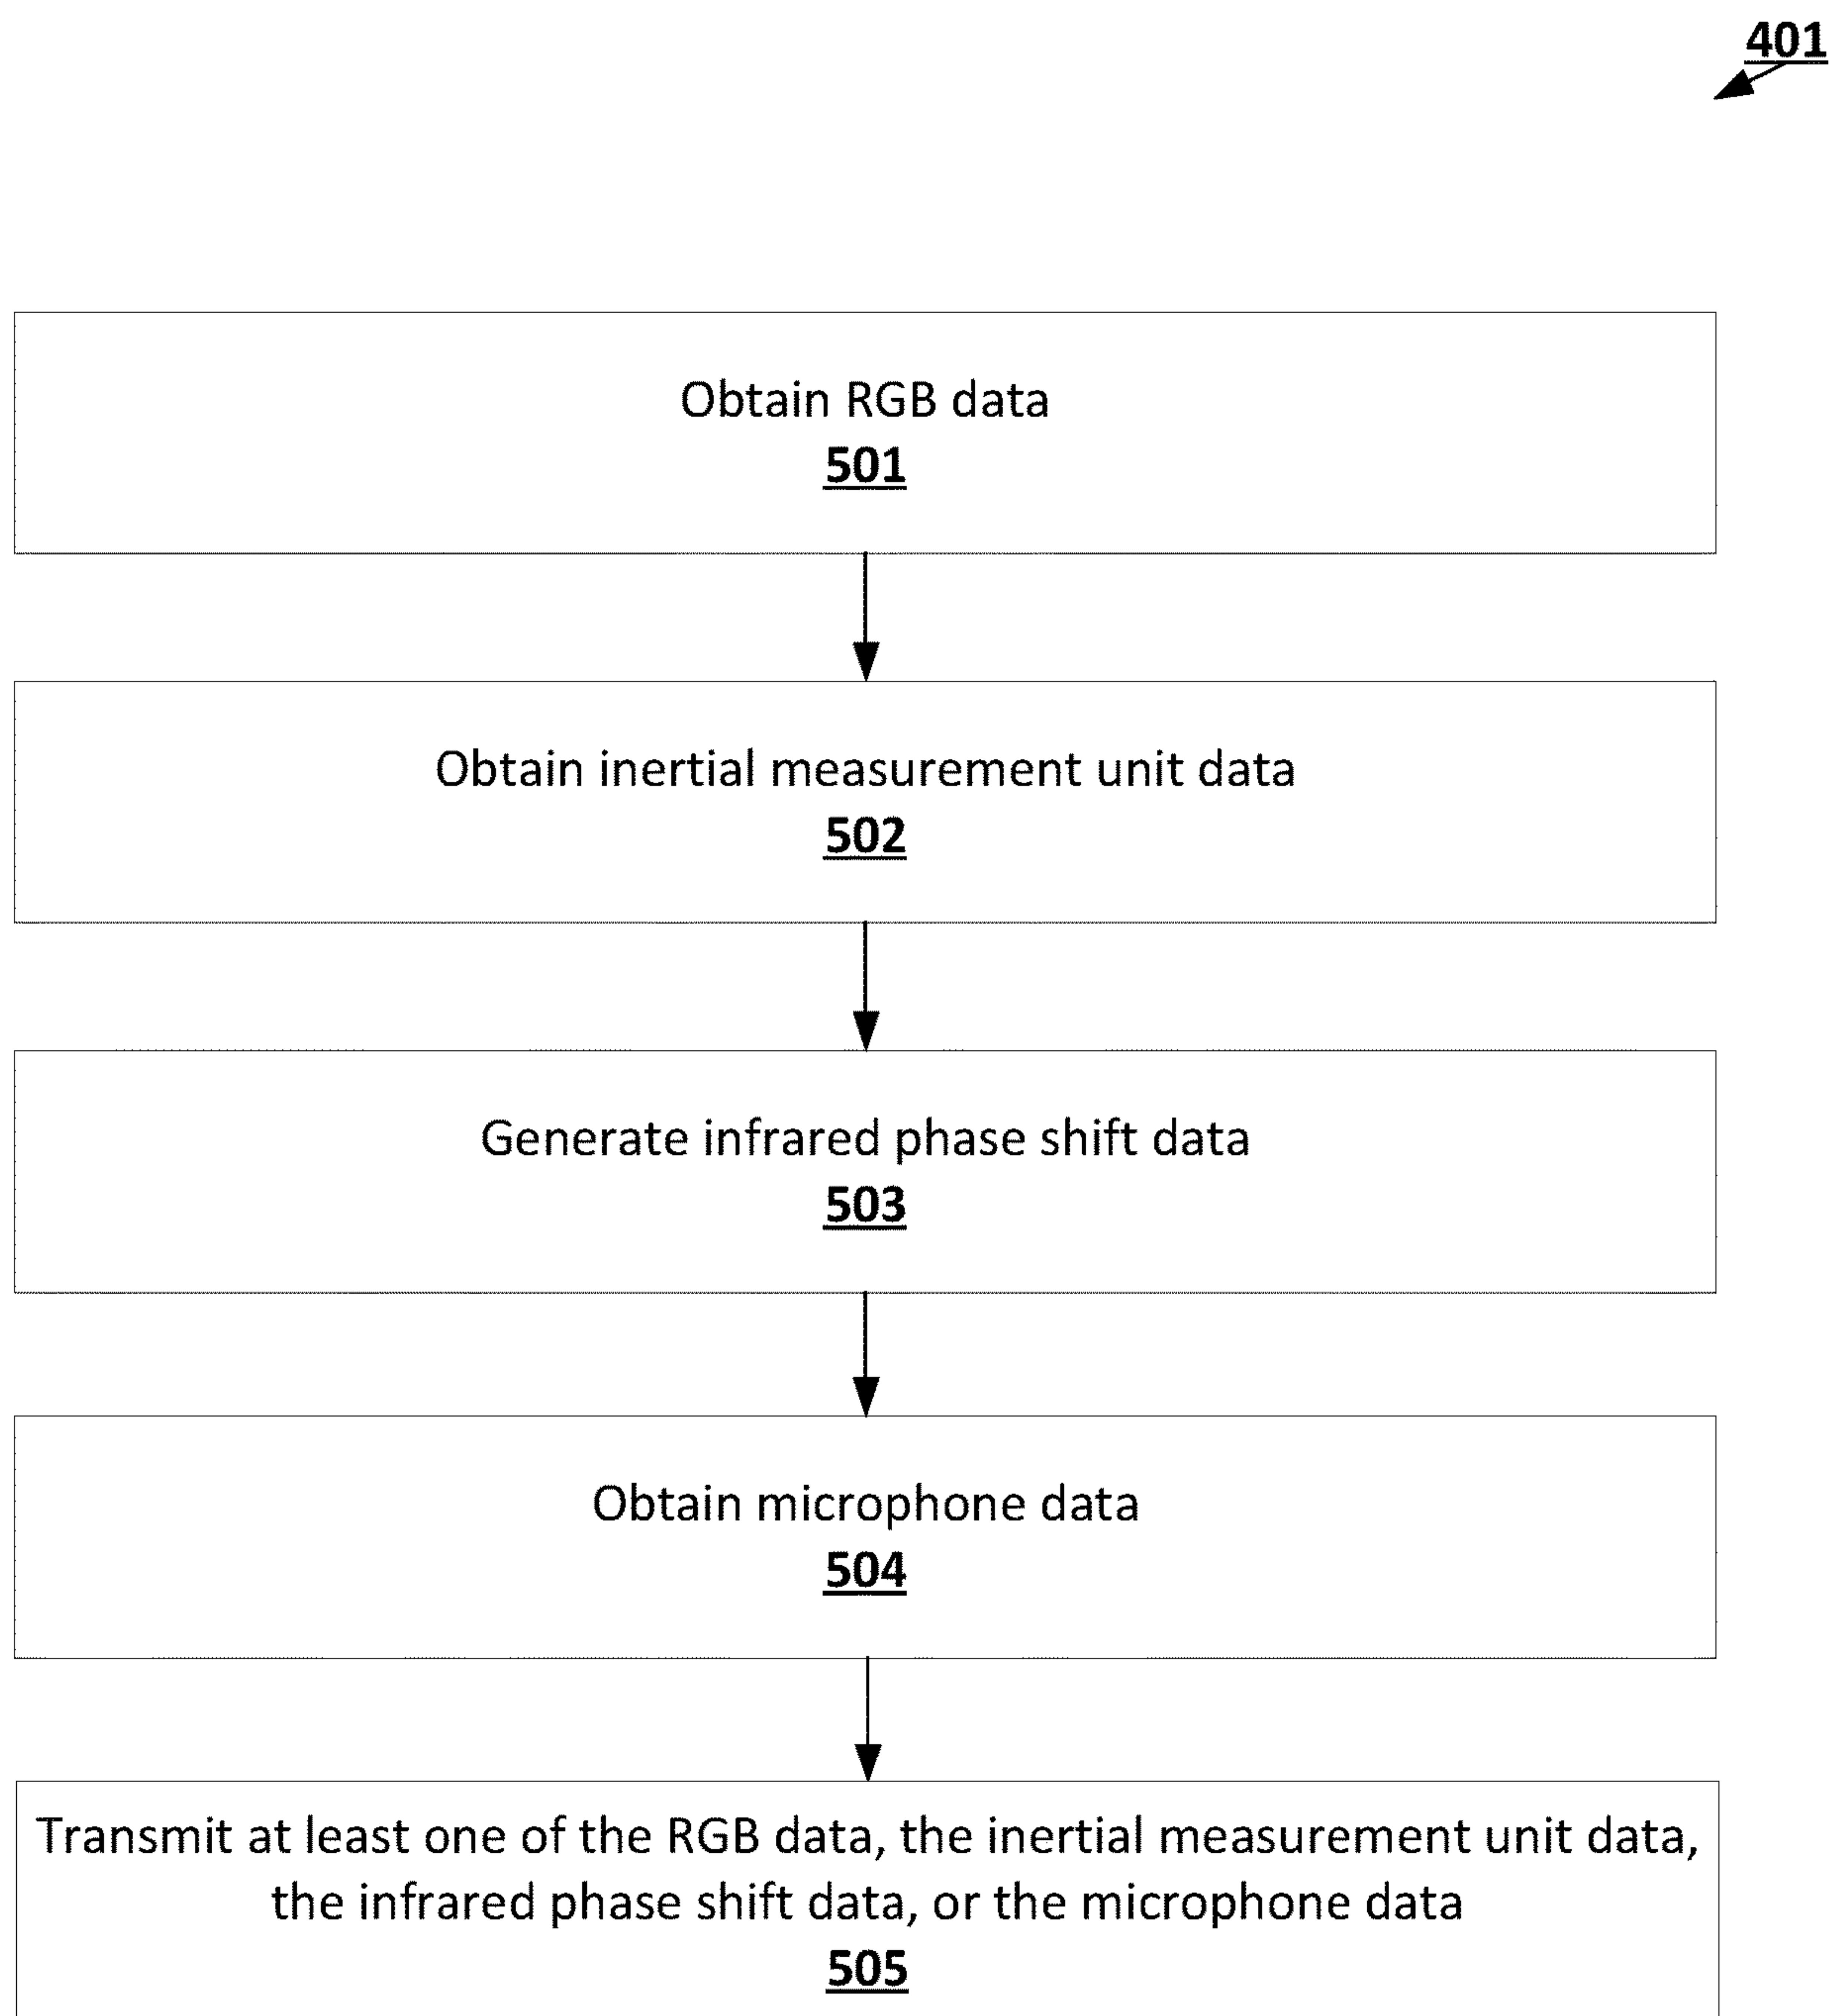 401
Obtain RGB data
501
Obtain inertial measurement unit data
502
Generate infrared phase shift data
503
Obtain microphone data
504
Transmit at least one of the RGB data, the inertial measurement unit data,
the infrared phase shift data, or the microphone data
505